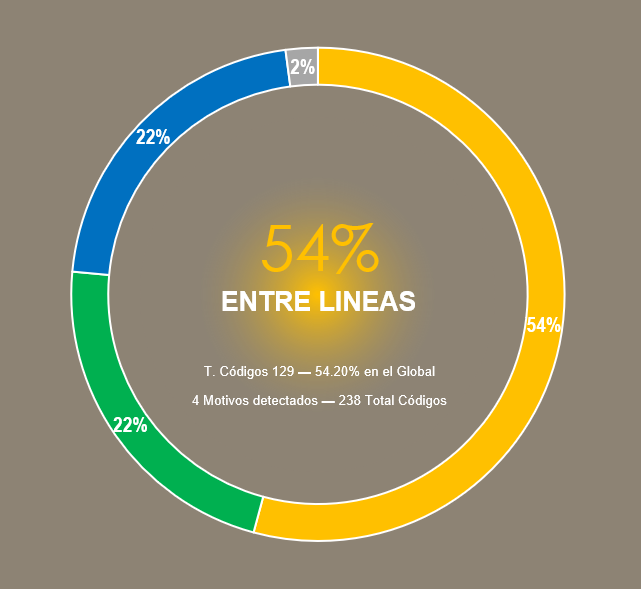 2%
22%
54%
ENTRE LINEAS
54%
T. Códigos 129 — 54.20% en el Global
4 Motivos detectados — 238 Total Códigos
22%